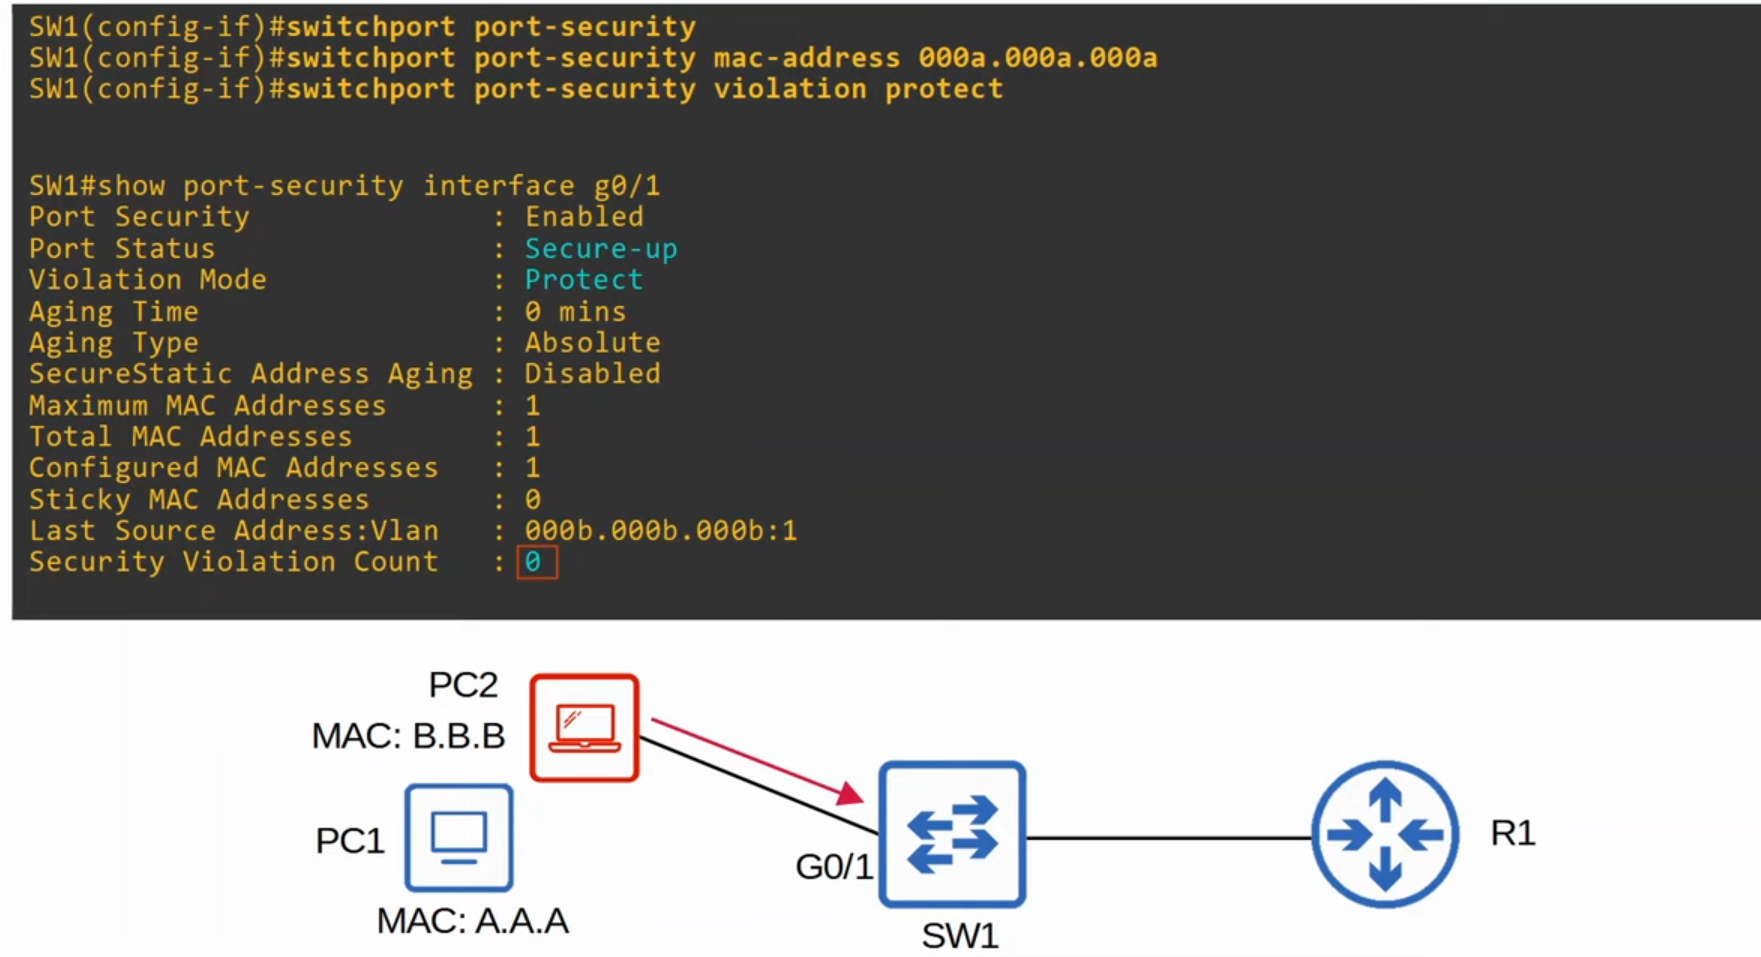 SW1(config-if)#switchport port-security
SW1(config-if)#switchport port-security mac-address 000a.000a.000a
SW1(config-if)#switchport port-security violation protect
SW1#show port-security interface g0/1
Port Security : Enabled
Port Status : Secure-up
Violation Mode : Protect
Aging Time : 0 mins
Aging Type : Absolute
SecureStatic Address Aging : Disabled
Maximum MAC Addresses : 1
Total MAC Addresses : 1
Configured MAC Addresses : 1
Sticky MAC Addresses : 0
Last Source Address:Vlan : 000b.000b.000b:1
Security Violation Count : 0
PC2
MAC: B.B.B
PC1
MAC: A.A.A
G0/1
SW1
R1